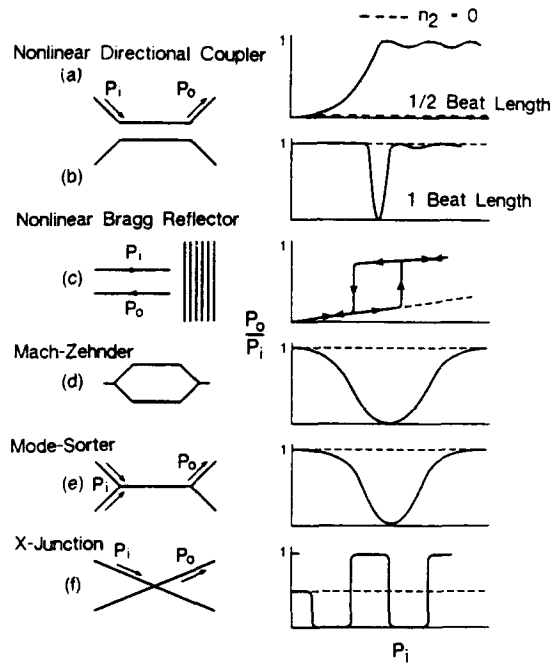 ---- n₂ = 0
Nonlinear Directional Coupler
(a)
Pᵢ
Pₒ
1
1/2 Beat Length
(b)
1
1 Beat Length
Nonlinear Bragg Reflector
(c)
Pᵢ
Pₒ
1
Pₒ
Pᵢ
Mach-Zehnder
(d)
1
Mode-Sorter
(e)
Pᵢ
Pₒ
1
X-Junction
(f)
Pᵢ
Pₒ
1
Pᵢ